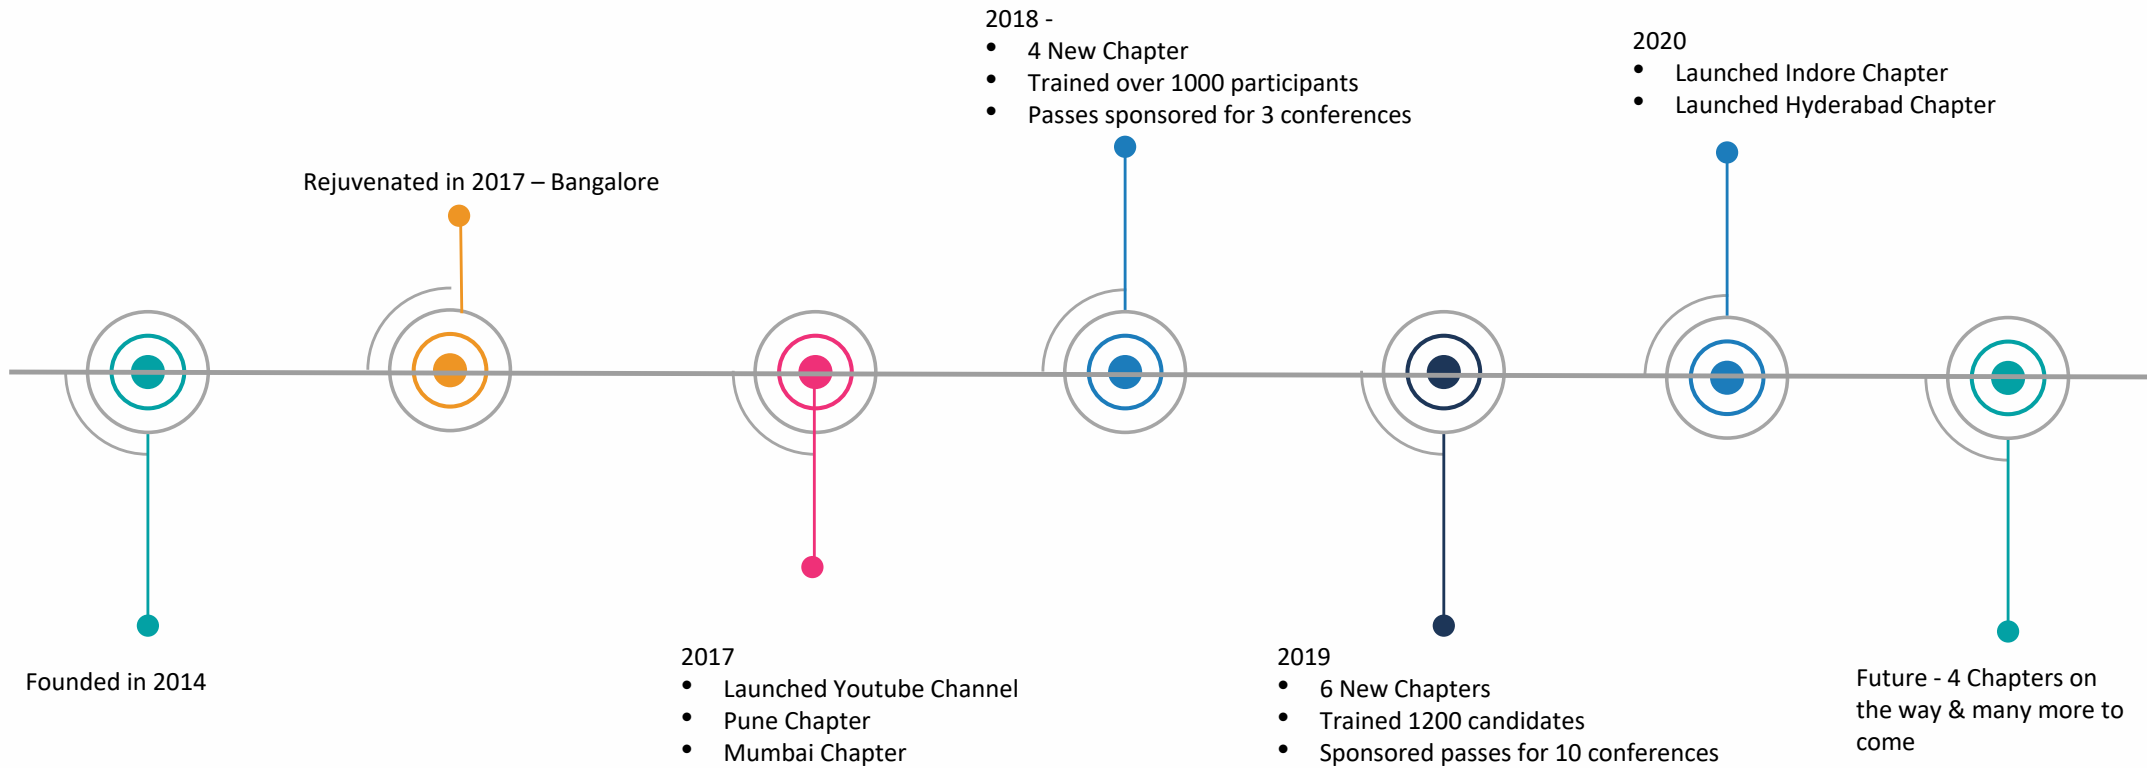 Founded in 2014
Rejuvenated in 2017 – Bangalore
2017
• Launched Youtube Channel
• Pune Chapter
• Mumbai Chapter
2018 -
• 4 New Chapter
• Trained over 1000 participants
• Passes sponsored for 3 conferences
2019
• 6 New Chapters
• Trained 1200 candidates
• Sponsored passes for 10 conferences
2020
• Launched Indore Chapter
• Launched Hyderabad Chapter
Future - 4 Chapters on
the way & many more to
come